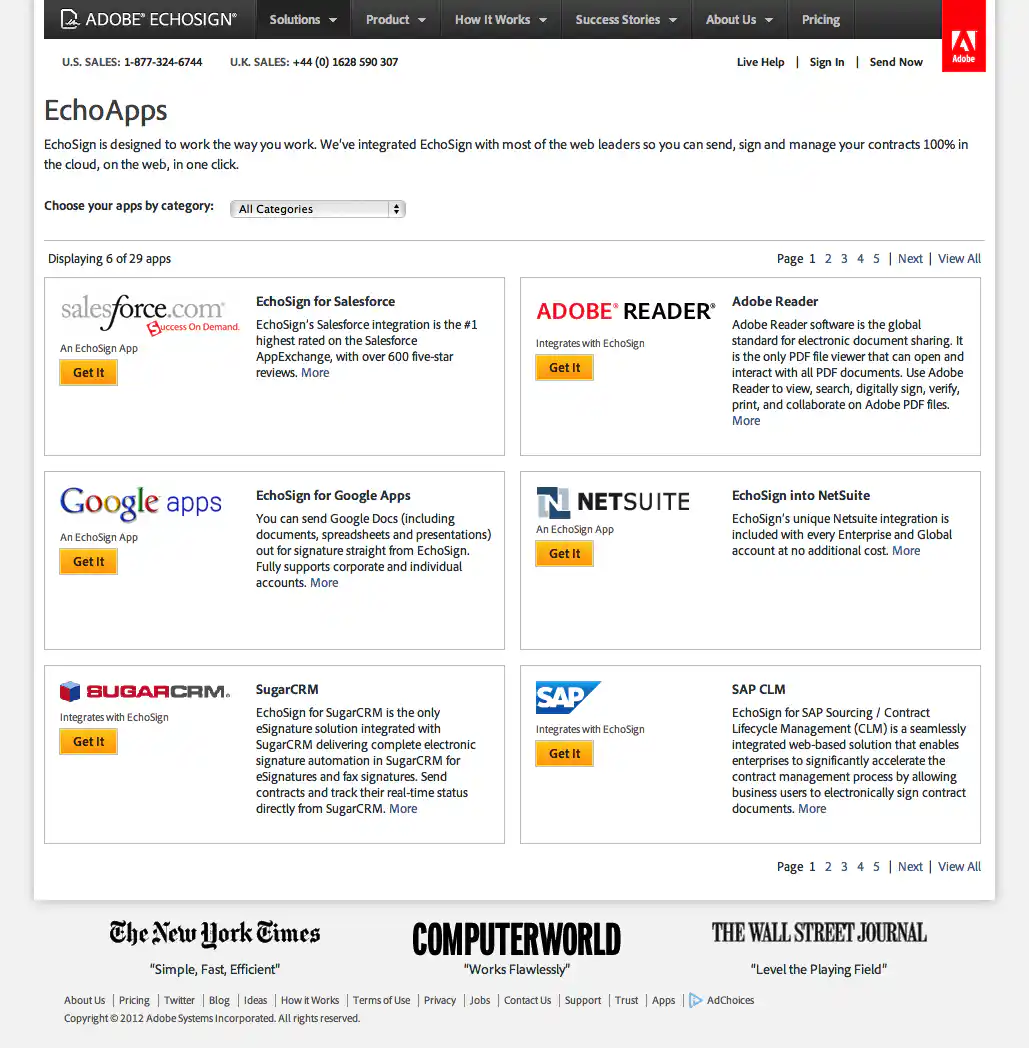 ADOBE® ECHOSIGN®
Solutions
Product
How It Works
Success Stories
About Us
Pricing
Adobe
U.S. SALES: 1-877-324-6744
U.K. SALES: +44 (0) 1628 590 307
Live Help | Sign In | Send Now
EchoApps
EchoSign is designed to work the way you work. We've integrated EchoSign with most of the web leaders so you can send, sign and manage your contracts 100% in
the cloud, on the web, in one click.
Choose your apps by category:
All Categories
Displaying 6 of 29 apps
Page 1 2 3 4 5 | Next | View All
salesforce.com®
Success On Demand.
An EchoSign App
Get It
EchoSign for Salesforce
EchoSign's Salesforce integration is the #1
highest rated on the Salesforce
AppExchange, with over 600 five-star
reviews. More
ADOBE® READER®
Integrates with EchoSign
Get It
Adobe Reader
Adobe Reader software is the global
standard for electronic document sharing. It
is the only PDF file viewer that can open and
interact with all PDF documents. Use Adobe
Reader to view, search, digitally sign, verify,
print, and collaborate on Adobe PDF files.
More
Google apps
An EchoSign App
Get It
EchoSign for Google Apps
You can send Google Docs (including
documents, spreadsheets and presentations)
out for signature straight from EchoSign.
Fully supports corporate and individual
accounts. More
N NETSUITE
An EchoSign App
Get It
EchoSign into NetSuite
EchoSign's unique Netsuite integration is
included with every Enterprise and Global
account at no additional cost. More
SUGARCRM®
Integrates with EchoSign
Get It
SugarCRM
EchoSign for SugarCRM is the only
eSignature solution integrated with
SugarCRM delivering complete electronic
signature automation in SugarCRM for
eSignatures and fax signatures. Send
contracts and track their real-time status
directly from SugarCRM. More
SAP
Integrates with EchoSign
Get It
SAP CLM
EchoSign for SAP Sourcing / Contract
Lifecycle Management (CLM) is a seamlessly
integrated web-based solution that enables
enterprises to significantly accelerate the
contract management process by allowing
business users to electronically sign contract
documents. More
Page 1 2 3 4 5 | Next | View All
The New York Times
"Simple, Fast, Efficient"
COMPUTERWORLD
"Works Flawlessly"
THE WALL STREET JOURNAL
"Level the Playing Field"
About Us | Pricing | Twitter | Blog | Ideas | How it Works | Terms of Use | Privacy | Jobs | Contact Us | Support | Trust | Apps | AdChoices
Copyright © 2012 Adobe Systems Incorporated. All rights reserved.